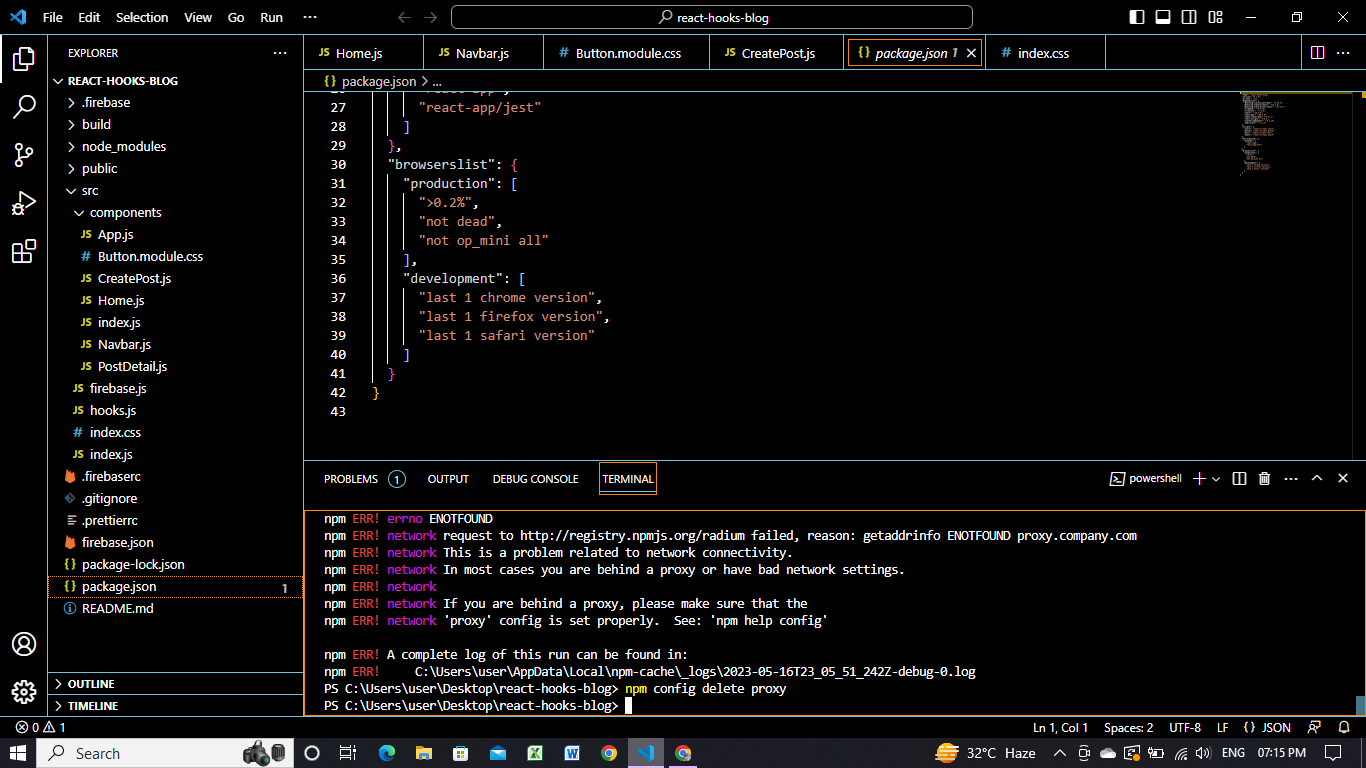 File Edit Selection View Go Run ···
react-hooks-blog
EXPLORER ···
REACT-HOOKS-BLOG
.firebase
build
node_modules
public
src
components
JS App.js
# Button.module.css
JS CreatePost.js
JS Home.js
JS index.js
JS Navbar.js
JS PostDetail.js
JS firebase.js
JS hooks.js
# index.css
JS index.js
.firebaserc
.gitignore
.prettierrc
firebase.json
{} package-lock.json
{} package.json 1
README.md
OUTLINE
TIMELINE
JS Home.js JS Navbar.js # Button.module.css JS CreatePost.js {} package.json 1 # index.css
{} package.json > ...
27 "react-app/jest"
28 ]
29 },
30 "browserslist": {
31 "production": [
32 ">0.2%",
33 "not dead",
34 "not op_mini all"
35 ],
36 "development": [
37 "last 1 chrome version",
38 "last 1 firefox version",
39 "last 1 safari version"
40 ]
41 }
42 }
43
PROBLEMS 1 OUTPUT DEBUG CONSOLE TERMINAL powershell
npm ERR! errno ENOTFOUND
npm ERR! network request to http://registry.npmjs.org/radium failed, reason: getaddrinfo ENOTFOUND proxy.company.com
npm ERR! network This is a problem related to network connectivity.
npm ERR! network In most cases you are behind a proxy or have bad network settings.
npm ERR! network
npm ERR! network If you are behind a proxy, please make sure that the
npm ERR! network 'proxy' config is set properly.  See: 'npm help config'
npm ERR! A complete log of this run can be found in:
npm ERR!     C:\Users\user\AppData\Local\npm-cache\_logs\2023-05-16T23_05_51_242Z-debug-0.log
PS C:\Users\user\Desktop\react-hooks-blog> npm config delete proxy
PS C:\Users\user\Desktop\react-hooks-blog>
0 1 Ln 1, Col 1 Spaces: 2 UTF-8 LF {} JSON
Search 32°C Haze ENG 07:15 PM